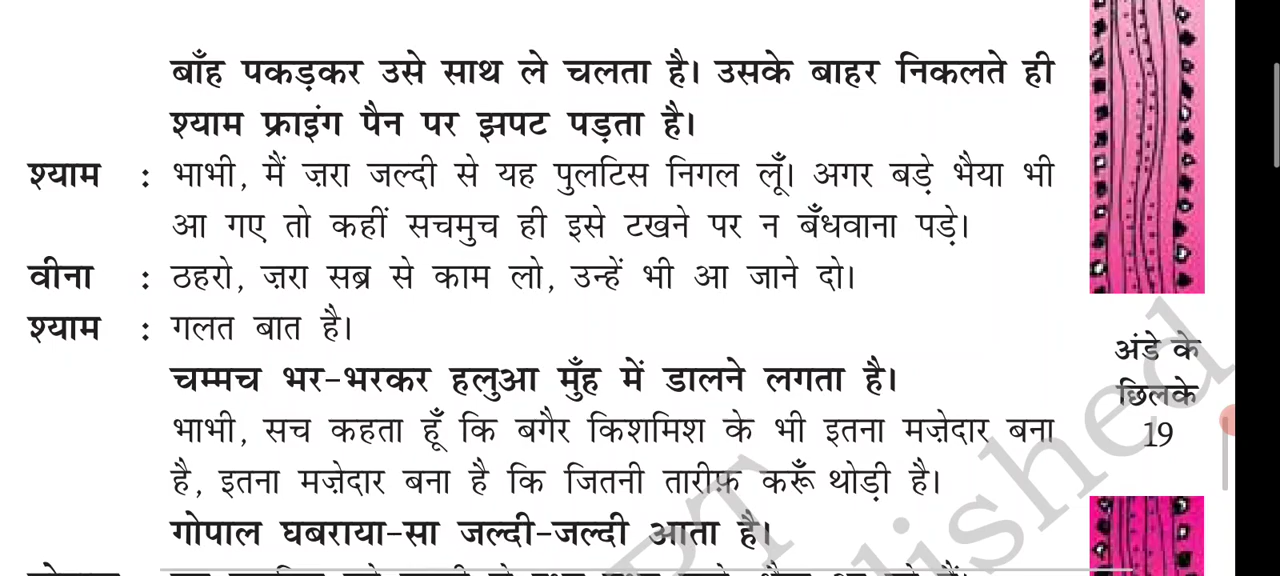 बाँह पकड़कर उसे साथ ले चलता है। उसके बाहर निकलते ही
श्याम फ्राइंग पैन पर झपट पड़ता है।
श्याम : भाभी, मैं ज़रा जल्दी से यह पुलटिस निगल लूँ। अगर बड़े भैया भी
आ गए तो कहीं सचमुच ही इसे टखने पर न बँधवाना पड़े।
वीना : ठहरो, ज़रा सब्र से काम लो, उन्हें भी आ जाने दो।
श्याम : गलत बात है।
चम्मच भर-भरकर हलुआ मुँह में डालने लगता है।
भाभी, सच कहता हूँ कि बगैर किशमिश के भी इतना मज़ेदार बना
है, इतना मज़ेदार बना है कि जितनी तारीफ़ करूँ थोड़ी है।
गोपाल घबराया-सा जल्दी-जल्दी आता है।
अंडे के
छिलके
19